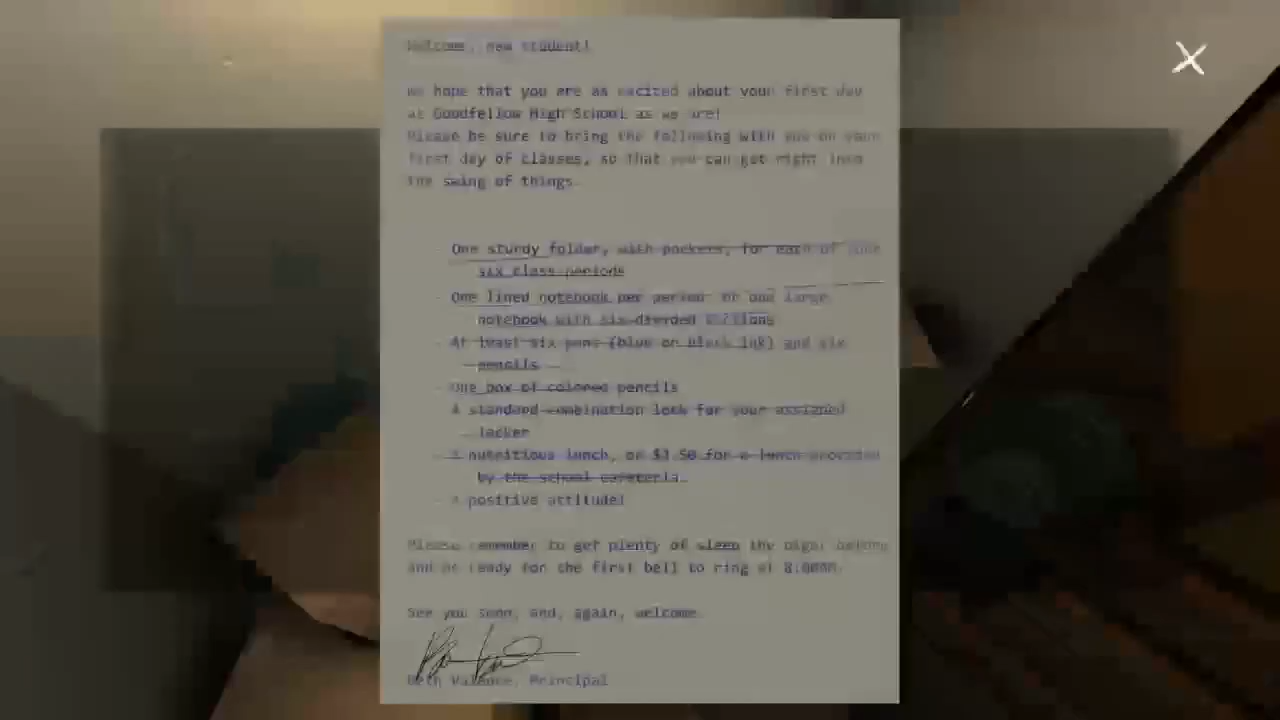 Welcome, new student!
We hope that you are as excited about your first day
at Goodfellow High School as we are!
Please be sure to bring the following with you on your
first day of classes, so that you can get right into
the swing of things.
- One sturdy folder, with pockets, for each of your
six class periods
- One lined notebook per period, or one large
notebook with six divided sections
- At least six pens (blue or black ink) and six
pencils
- One box of colored pencils
- A standard combination lock for your assigned
locker
- A nutritious lunch, or $3.50 for a lunch provided
by the school cafeteria.
- A positive attitude!
Please remember to get plenty of sleep the night before
and be ready for the first bell to ring at 8:00AM.
See you soon, and, again, welcome.
Beth Valence, Principal